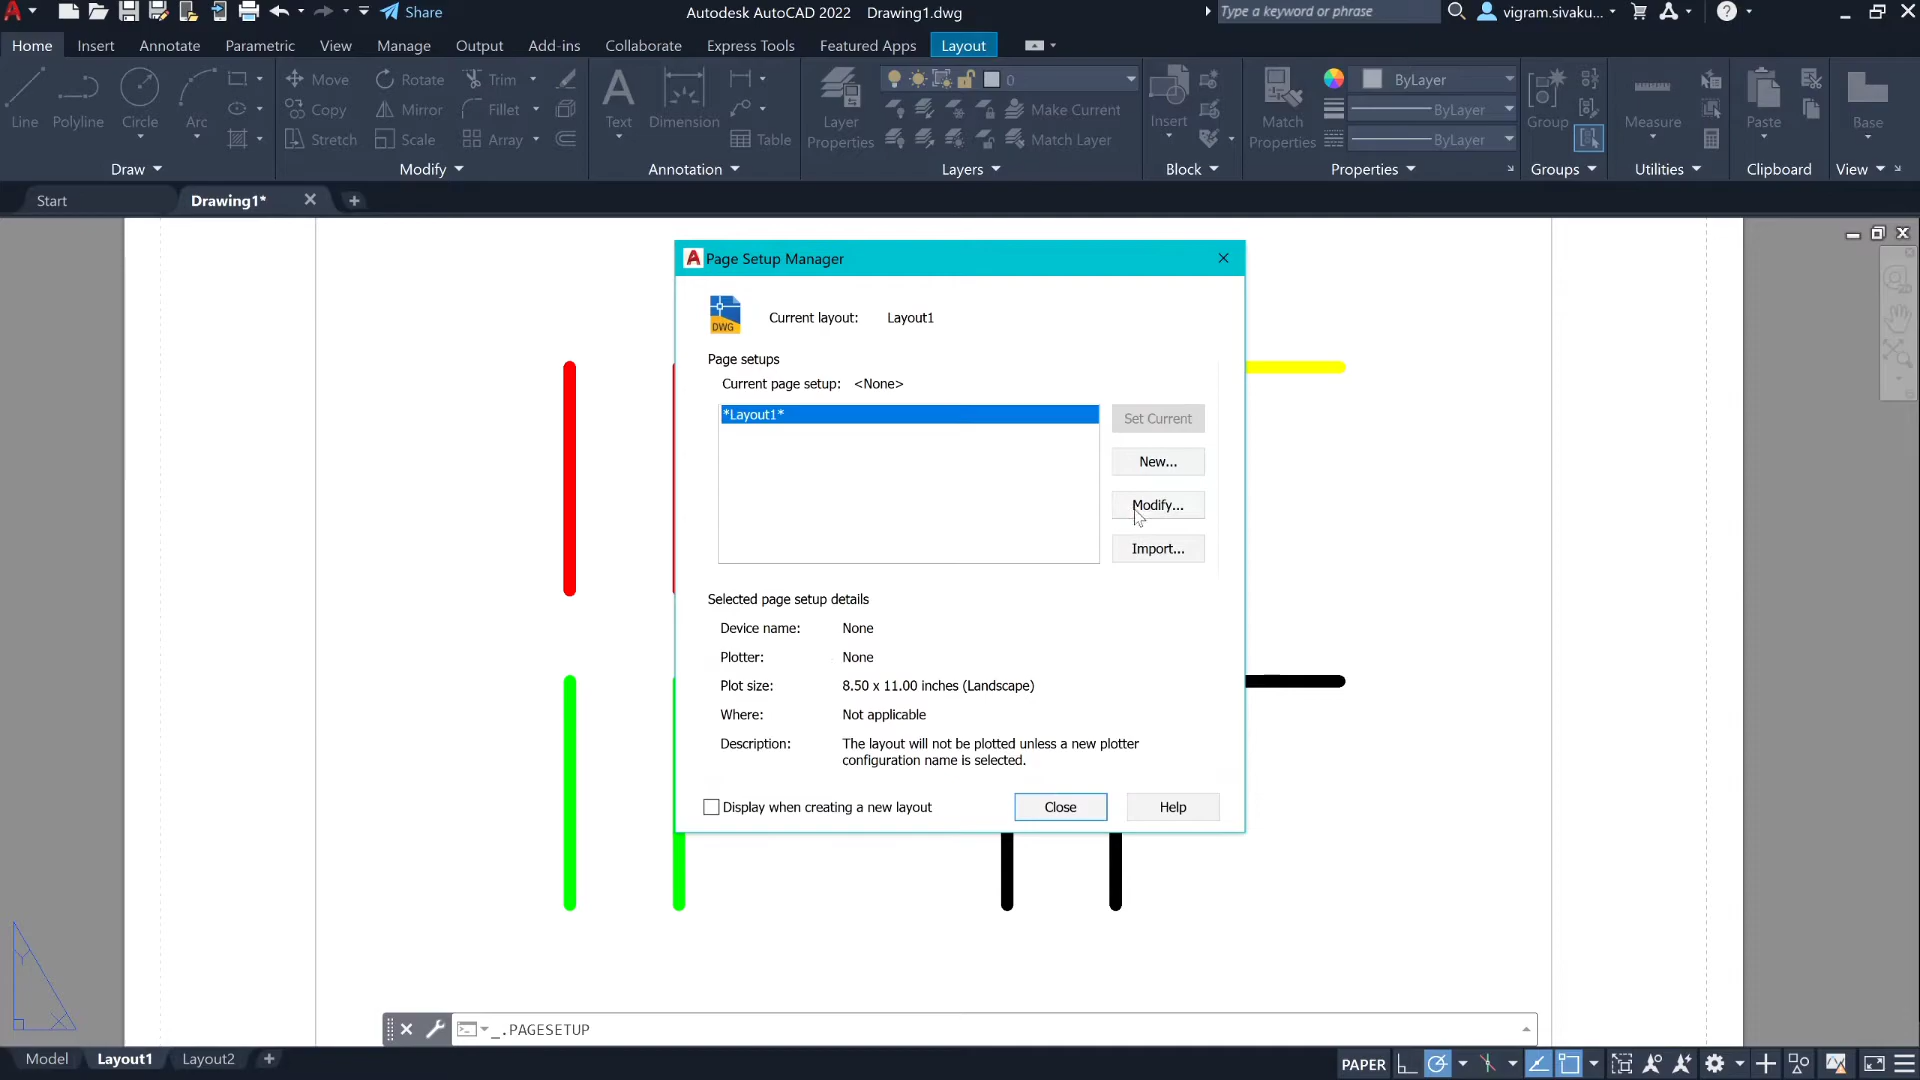 Share
Autodesk AutoCAD 2022 Drawing1.dwg
Type a keyword or phrase
vigram.sivaku...
Home Insert Annotate Parametric View Manage Output Add-ins Collaborate Express Tools Featured Apps Layout
Line Polyline Circle Arc
Move Rotate Trim
Copy Mirror Fillet
Stretch Scale Array
Text Dimension Table
Layer Properties
0
Make Current
Match Layer
Insert
Match Properties
ByLayer
ByLayer
ByLayer
Group
Measure
Paste
Base
Draw Modify Annotation Layers Block Properties Groups Utilities Clipboard View
Start Drawing1*
Page Setup Manager
DWG
Current layout: Layout1
Page setups
Current page setup: <None>
*Layout1*
Set Current
New...
Modify...
Import...
Selected page setup details
Device name: None
Plotter: None
Plot size: 8.50 x 11.00 inches (Landscape)
Where: Not applicable
Description: The layout will not be plotted unless a new plotter
configuration name is selected.
Display when creating a new layout
Close Help
Y
X
_.PAGESETUP
Model Layout1 Layout2
PAPER